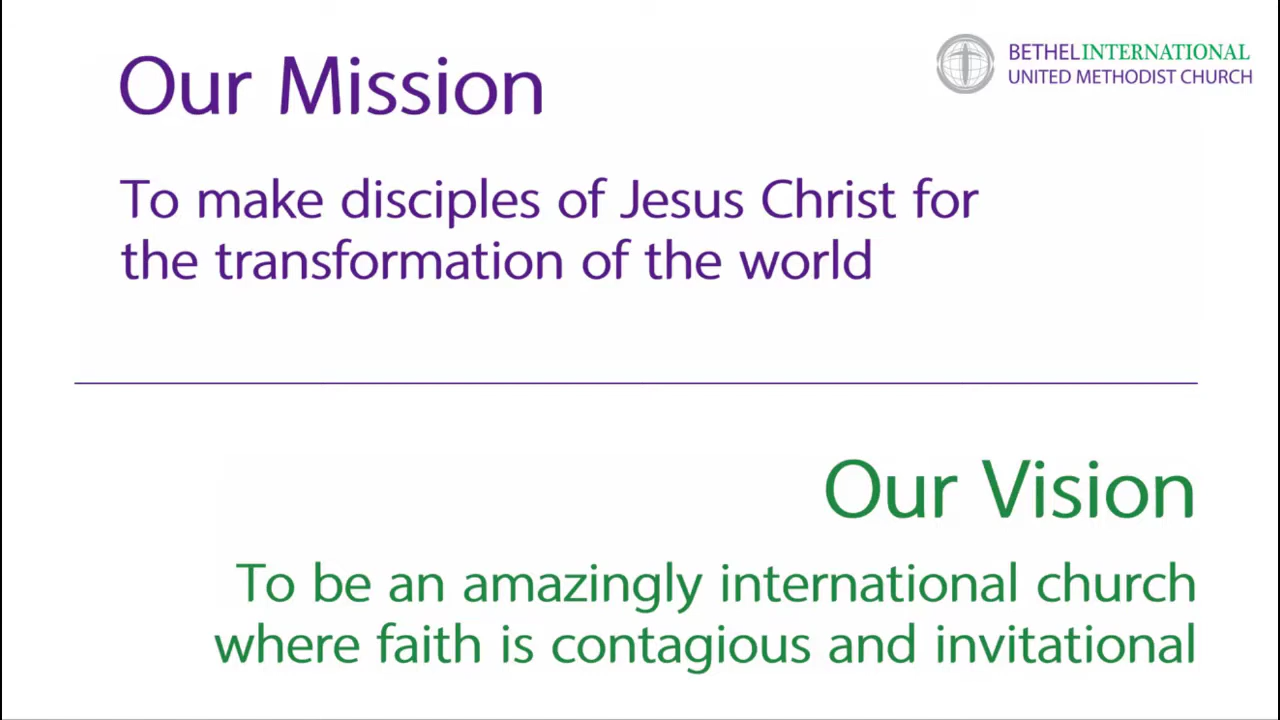 Our Mission
BETHELINTERNATIONAL
UNITED METHODIST CHURCH
To make disciples of Jesus Christ for
the transformation of the world
Our Vision
To be an amazingly international church
where faith is contagious and invitational